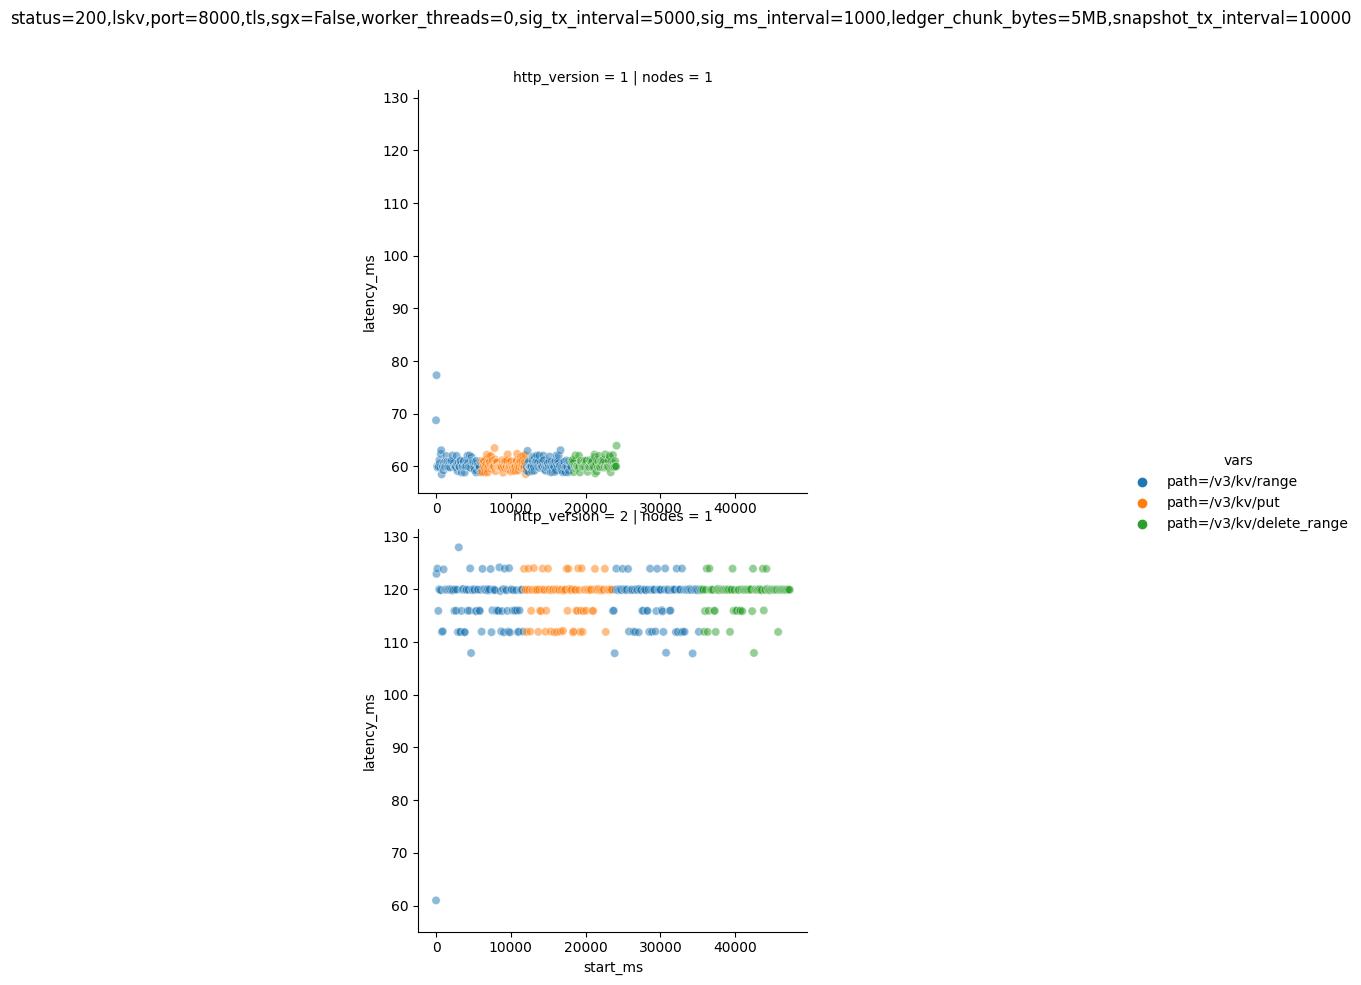 status=200,lskv,port=8000,tls,sgx=False,worker_threads=0,sig_tx_interval=5000,sig_ms_interval=1000,ledger_chunk_bytes=5MB,snapshot_tx_interval=10000
http_version = 1 | nodes = 1
130
120
110
100
90
80
70
60
latency_ms
0 10000 20000 30000 40000
http_version = 2 | nodes = 1
130
120
110
100
90
80
70
60
latency_ms
0 10000 20000 30000 40000
start_ms
vars
path=/v3/kv/range
path=/v3/kv/put
path=/v3/kv/delete_range